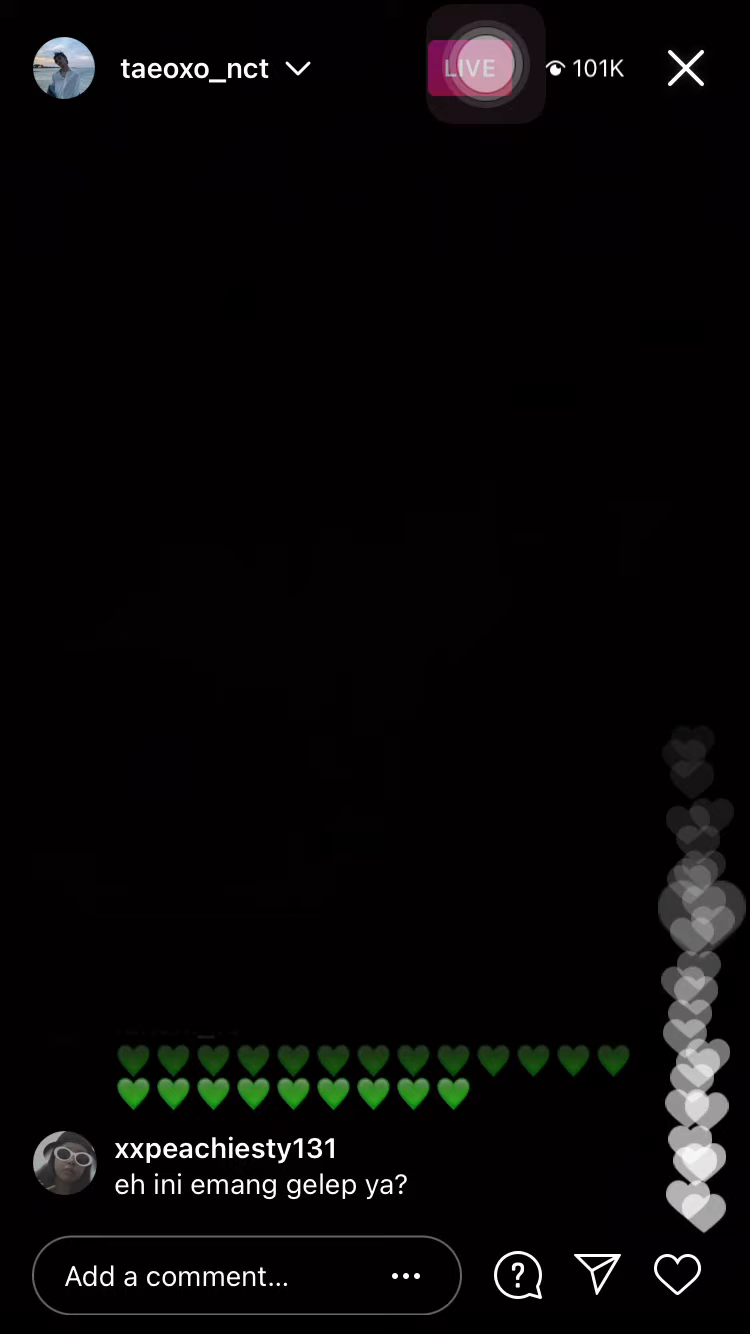 taeoxo_nct
LIVE
101K
xxpeachiesty131
eh ini emang gelep ya?
Add a comment...